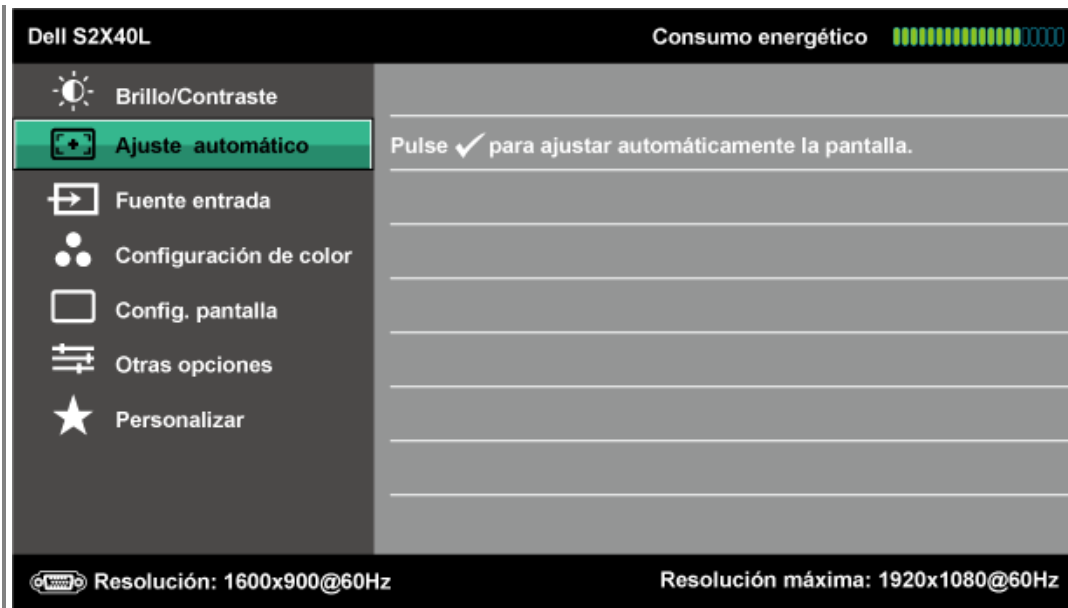 Dell S2X40L
Consumo energético
Brillo/Contraste
Ajuste automático
Pulse ✓ para ajustar automáticamente la pantalla.
Fuente entrada
Configuración de color
Config. pantalla
Otras opciones
Personalizar
Resolución: 1600x900@60Hz
Resolución máxima: 1920x1080@60Hz